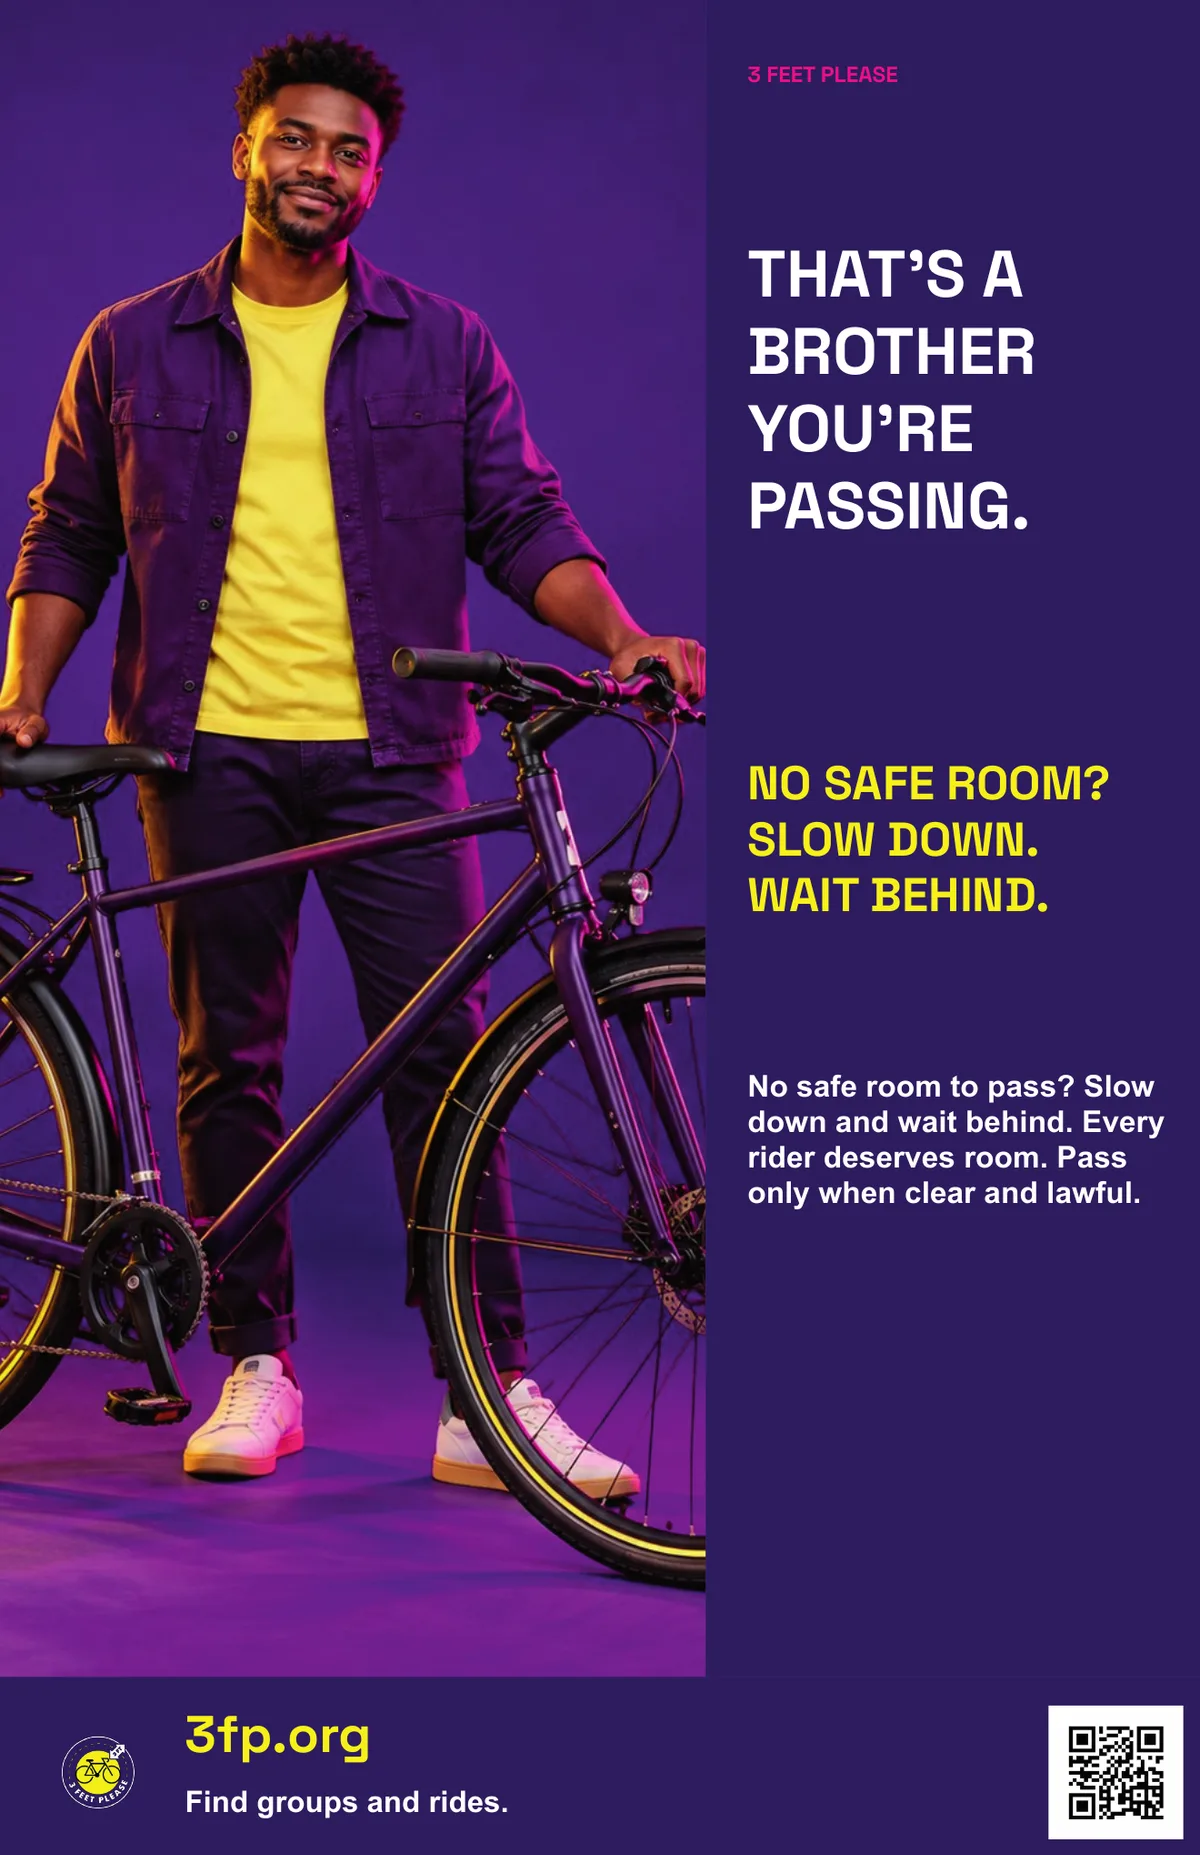 3 FEET PLEASE
THAT’S A
BROTHER
YOU’RE
PASSING.
NO SAFE ROOM?
SLOW DOWN.
WAIT BEHIND.
No safe room to pass? Slow
down and wait behind. Every
rider deserves room. Pass
only when clear and lawful.
3fp.org
Find groups and rides.
3 FEET PLEASE